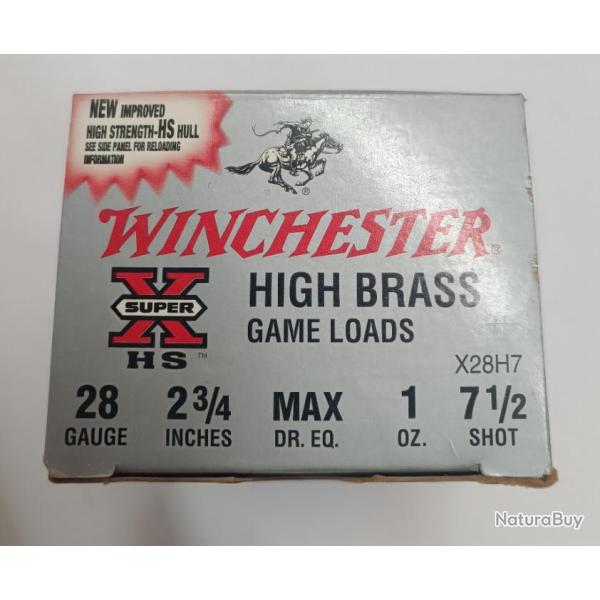 NEW IMPROVED
HIGH STRENGTH-HS HULL
SEE SIDE PANEL FOR RELOADING
INFORMATION
®
WINCHESTER®
SUPER
X
HS™
HIGH BRASS
GAME LOADS
X28H7
28 2 3/4 MAX 1 7 1/2
GAUGE INCHES DR. EQ. OZ. SHOT
NaturaBuy